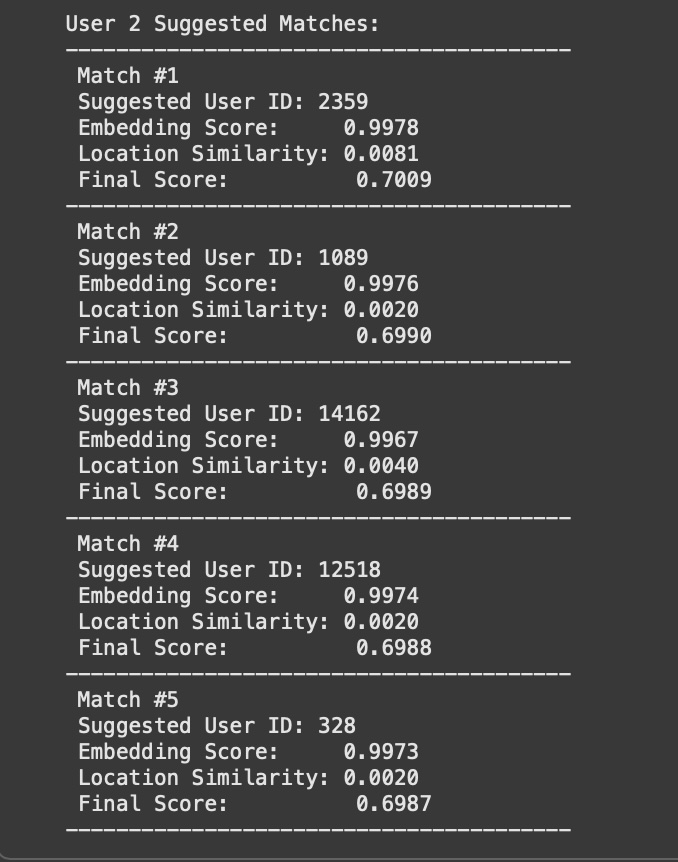 User 2 Suggested Matches:
----------------------------------------
Match #1
Suggested User ID: 2359
Embedding Score:     0.9978
Location Similarity: 0.0081
Final Score:          0.7009
----------------------------------------
Match #2
Suggested User ID: 1089
Embedding Score:     0.9976
Location Similarity: 0.0020
Final Score:          0.6990
----------------------------------------
Match #3
Suggested User ID: 14162
Embedding Score:     0.9967
Location Similarity: 0.0040
Final Score:          0.6989
----------------------------------------
Match #4
Suggested User ID: 12518
Embedding Score:     0.9974
Location Similarity: 0.0020
Final Score:          0.6988
----------------------------------------
Match #5
Suggested User ID: 328
Embedding Score:     0.9973
Location Similarity: 0.0020
Final Score:          0.6987
----------------------------------------